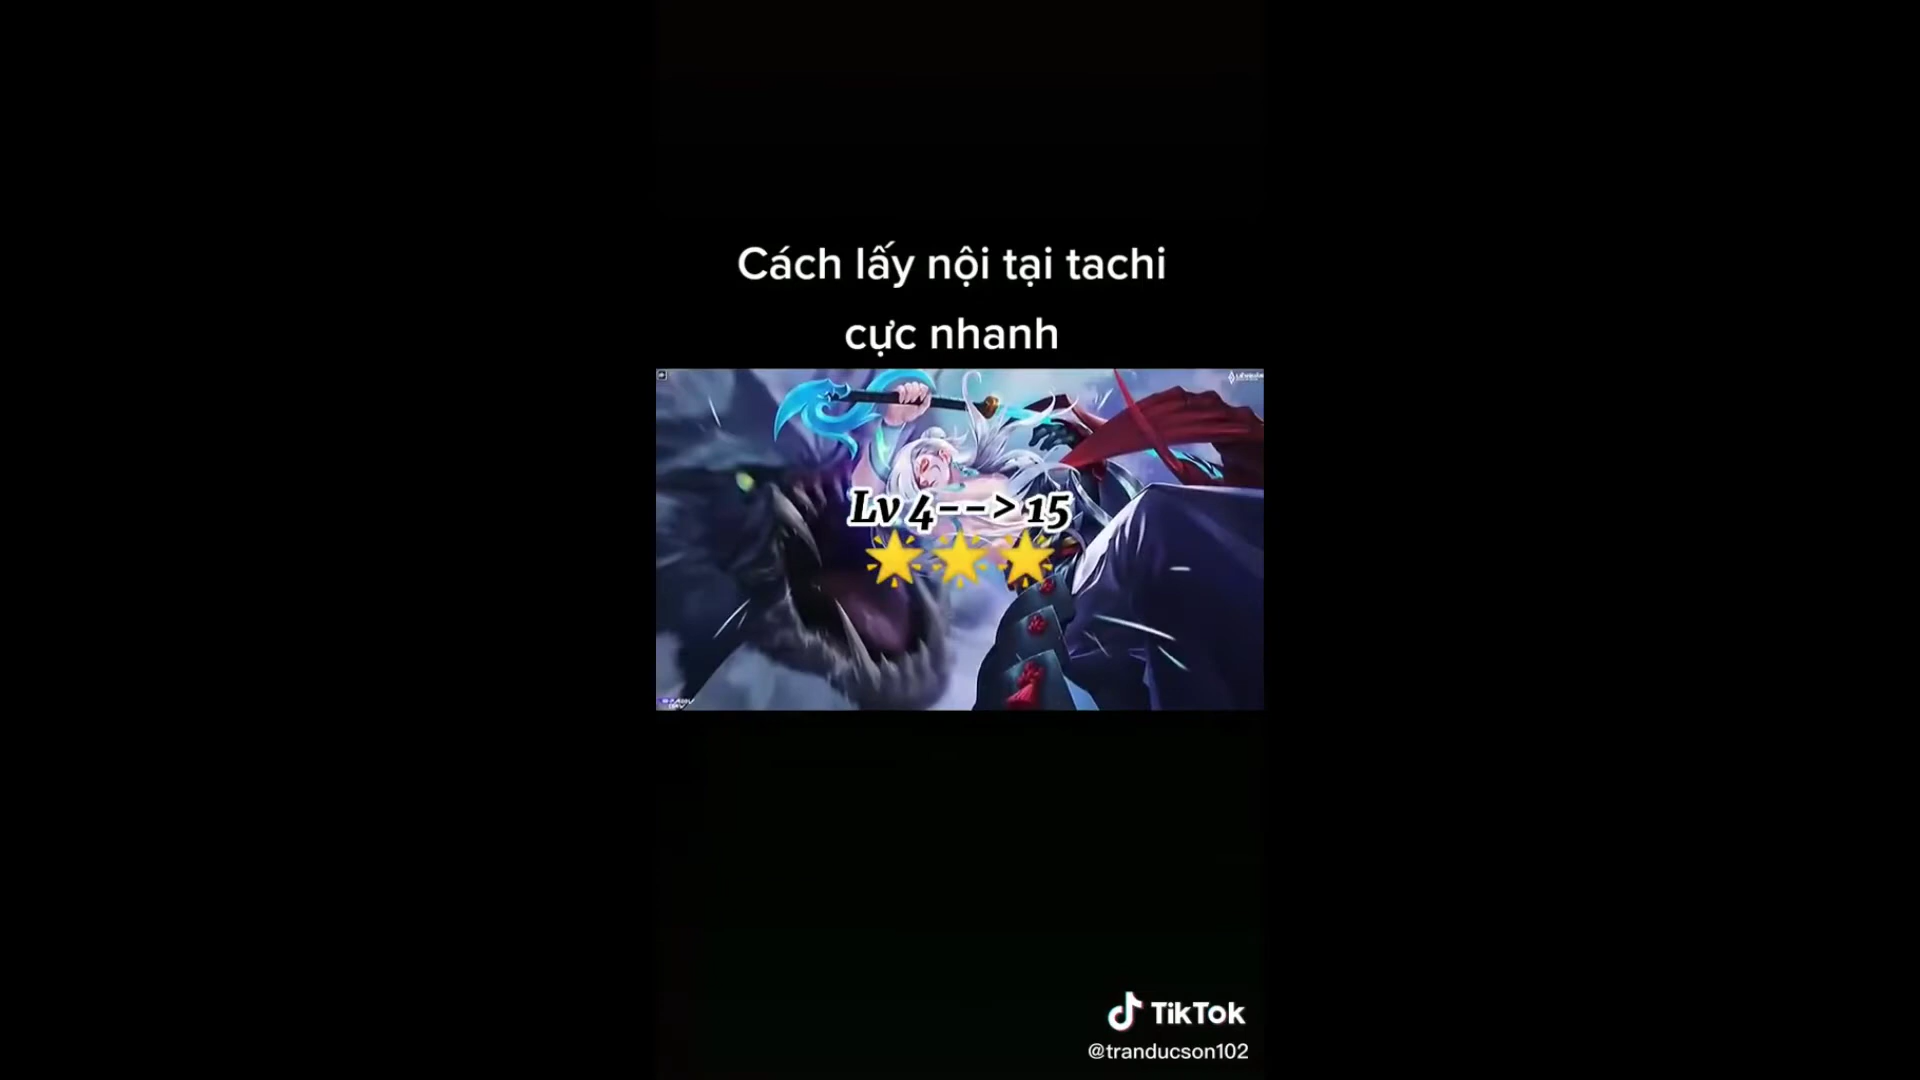 Cách lấy nội tại tachi
cực nhanh
Lv 4--> 15
TikTok
@tranducson102